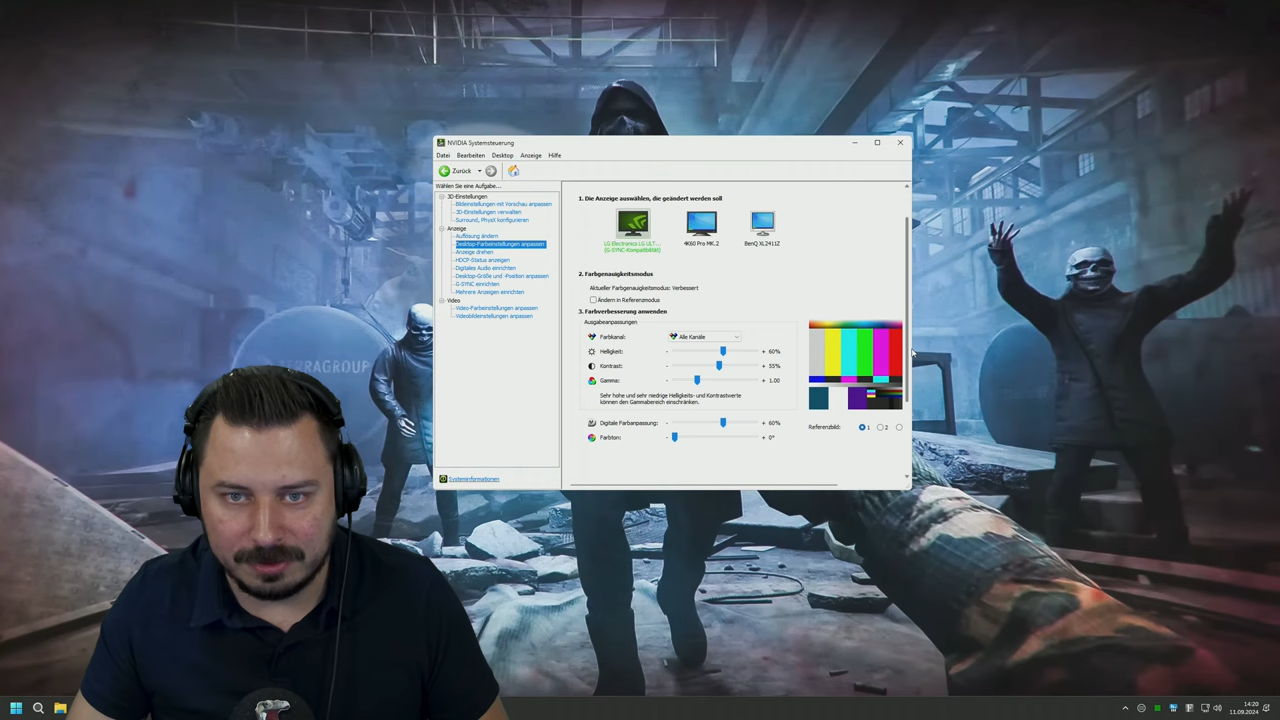 NVIDIA Systemsteuerung
Datei Bearbeiten Desktop Anzeige Hilfe
Zurück
Wählen Sie eine Aufgabe...
3D-Einstellungen
Bildeinstellungen mit Vorschau anpassen
3D-Einstellungen verwalten
Surround, PhysX konfigurieren
Anzeige
Auflösung ändern
Desktop-Farbeinstellungen anpassen
Anzeige drehen
HDCP-Status anzeigen
Digitales Audio einrichten
Desktop-Größe und -Position anpassen
G-SYNC einrichten
Mehrere Anzeigen einrichten
Video
Video-Farbeinstellungen anpassen
Videobildeinstellungen anpassen
Systeminformationen
1. Die Anzeige auswählen, die geändert werden soll
LG Electronics LG ULT... 4K60 Pro MK.2 BenQ XL2411Z
(G-SYNC-Kompatibilität)
2. Farbgenauigkeitsmodus
Aktueller Farbgenauigkeitsmodus: Verbessert
Ändern in Referenzmodus
3. Farbverbesserung anwenden
Ausgabeanpassungen
Farbkanal: Alle Kanäle
Helligkeit: - + 60%
Kontrast: - + 55%
Gamma: - + 1.00
Sehr hohe und sehr niedrige Helligkeits- und Kontrastwerte
können den Gammabereich einschränken.
Digitale Farbanpassung: - + 60%
Farbton: - + 0°
Referenzbild: 1 2
14:20
11.09.2024